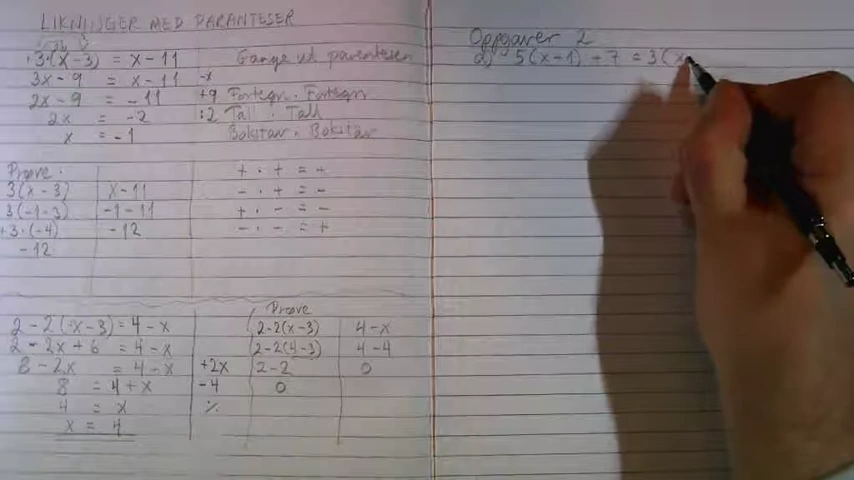 LIKNINGER MED PARANTESER
+3·(x-3) = x-11 Gange ut parentesen
3x - 9 = x-11 -x
2x - 9 = -11 +9 Fortegn · Fortegn
2x = -2 :2 Tall · Tall
x = -1 Bokstav · Bokstav
Prøve
3(x-3) x-11
3(-1-3) -1-11
+3·(-4) -12
-12
+ · + = +
- · + = -
+ · - = -
- · - = +
2-2(x-3) = 4-x
2-2x+6 = 4-x
8-2x = 4-x +2x
8 = 4+x -4
4 = x
x = 4
Prøve
2-2(x-3) 4-x
2-2(4-3) 4-4
2-2 0
0
Oppgaver 2
d) 5(x-1) + 7 = 3(x